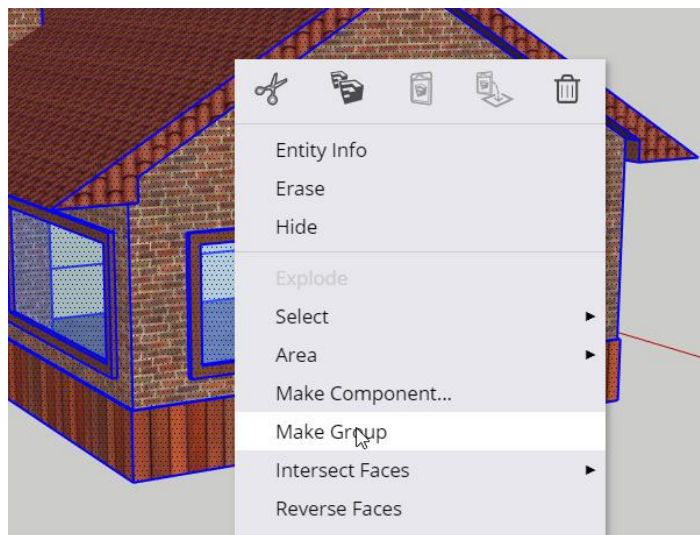 Entity Info
Erase
Hide
Explode
Select
Area
Make Component...
Make Group
Intersect Faces
Reverse Faces